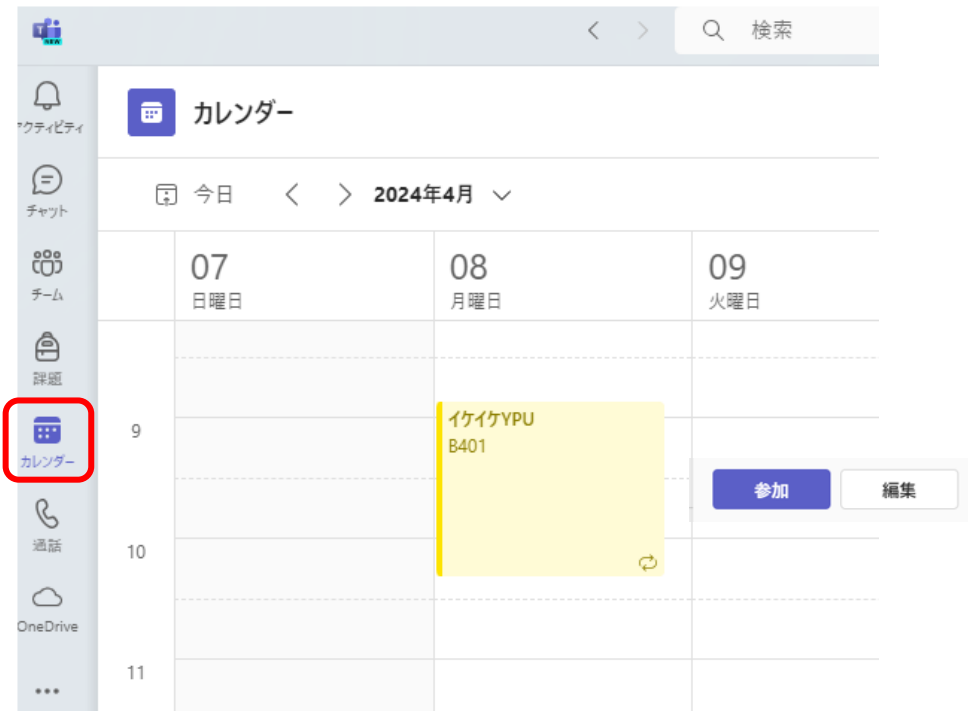 NEW
検索
アクティビティ
チャット
チーム
課題
カレンダー
通話
OneDrive
カレンダー
今日
2024年4月
07
日曜日
08
月曜日
09
火曜日
9
10
11
イケイケYPU
B401
参加
編集